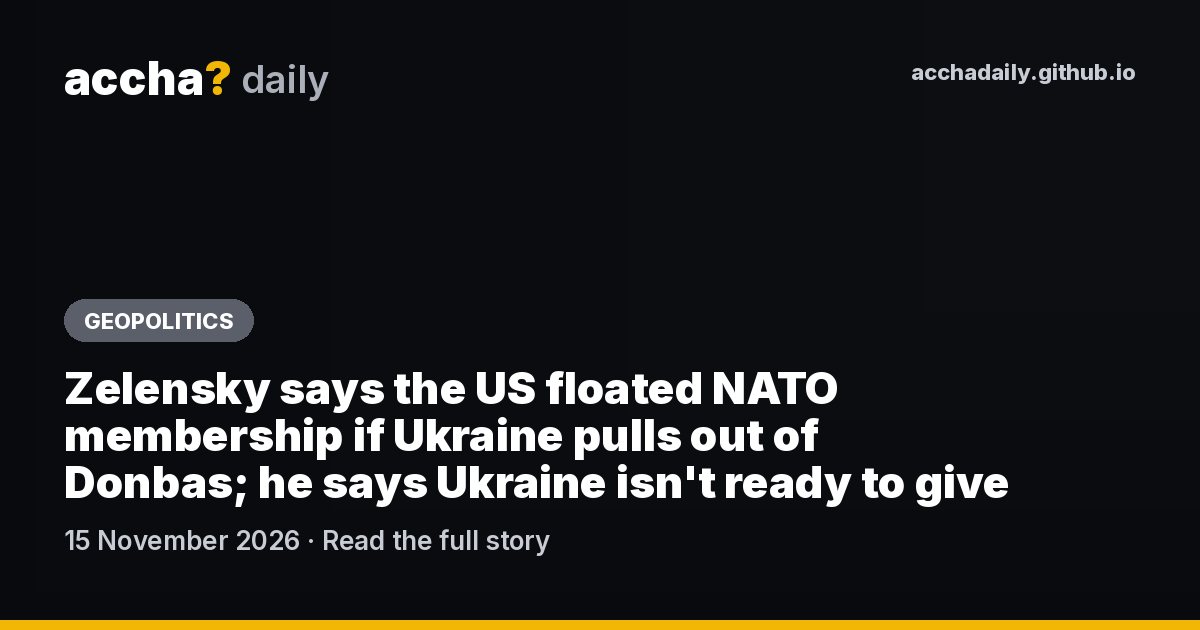 accha? daily
acchadaily.github.io
GEOPOLITICS
Zelensky says the US floated NATO
membership if Ukraine pulls out of
Donbas; he says Ukraine isn't ready to give
15 November 2026 · Read the full story